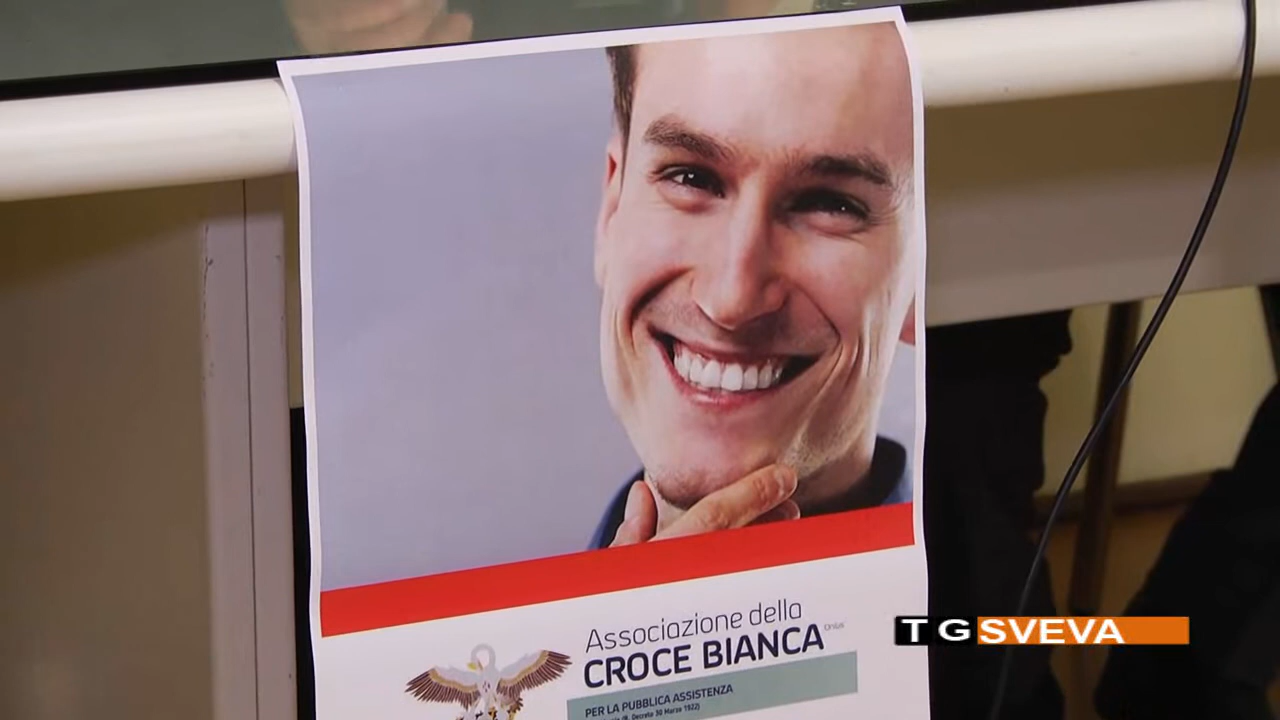 Associazione della
CROCE BIANCA Onlus
PER LA PUBBLICA ASSISTENZA
Decreto 30 Marzo 1922)
TG SVEVA